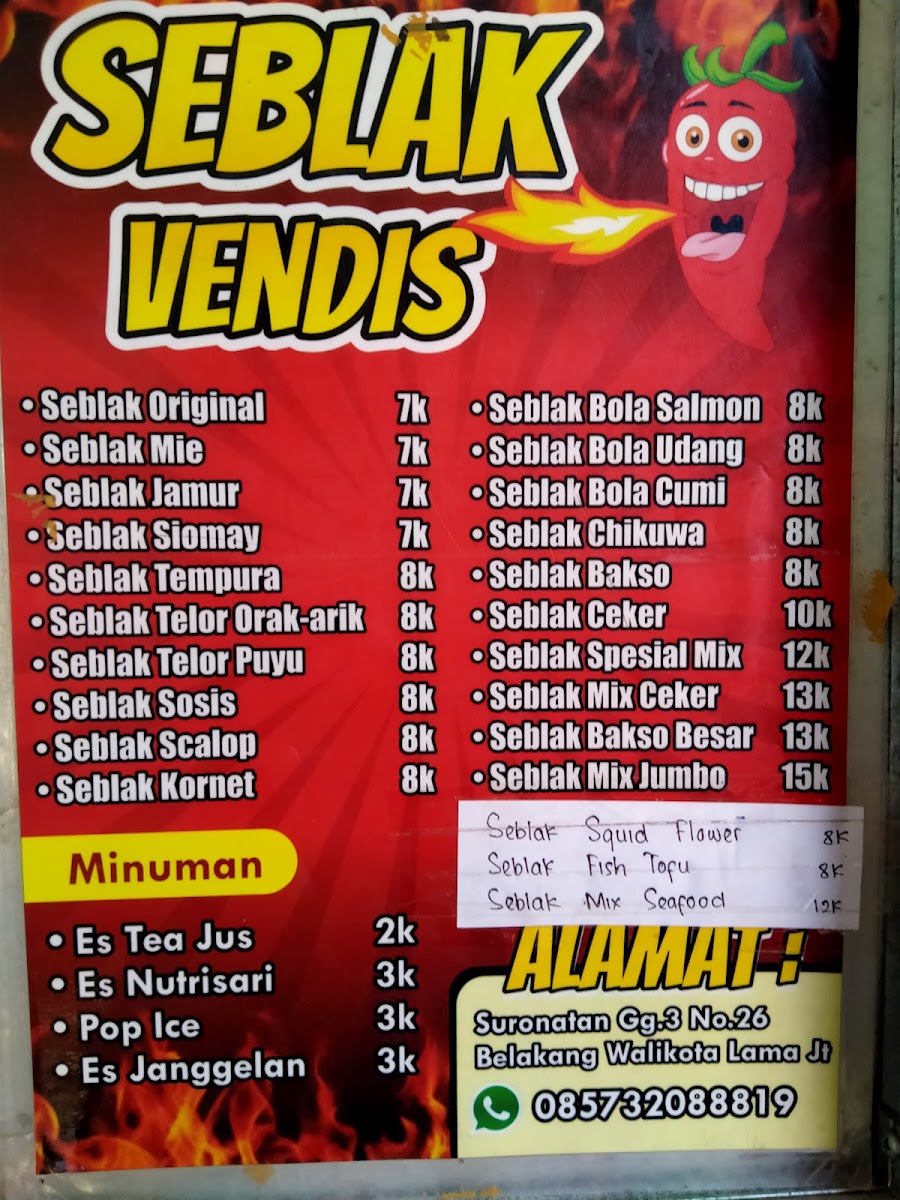 SEBLAK
VENDIS
• Seblak Original 7k
• Seblak Mie 7k
• Seblak Jamur 7k
• Seblak Siomay 7k
• Seblak Tempura 8k
• Seblak Telor Orak-arik 8k
• Seblak Telor Puyu 8k
• Seblak Sosis 8k
• Seblak Scalop 8k
• Seblak Kornet 8k
• Seblak Bola Salmon 8k
• Seblak Bola Udang 8k
• Seblak Bola Cumi 8k
• Seblak Chikuwa 8k
• Seblak Bakso 8k
• Seblak Ceker 10k
• Seblak Spesial Mix 12k
• Seblak Mix Ceker 13k
• Seblak Bakso Besar 13k
• Seblak Mix Jumbo 15k
Seblak Squid Flower 8K
Seblak Fish Tofu 8K
Seblak Mix Seafood 12K
Minuman
• Es Tea Jus 2k
• Es Nutrisari 3k
• Pop Ice 3k
• Es Janggelan 3k
ALAMAT :
Suronatan Gg.3 No.26
Belakang Walikota Lama Jt
085732088819